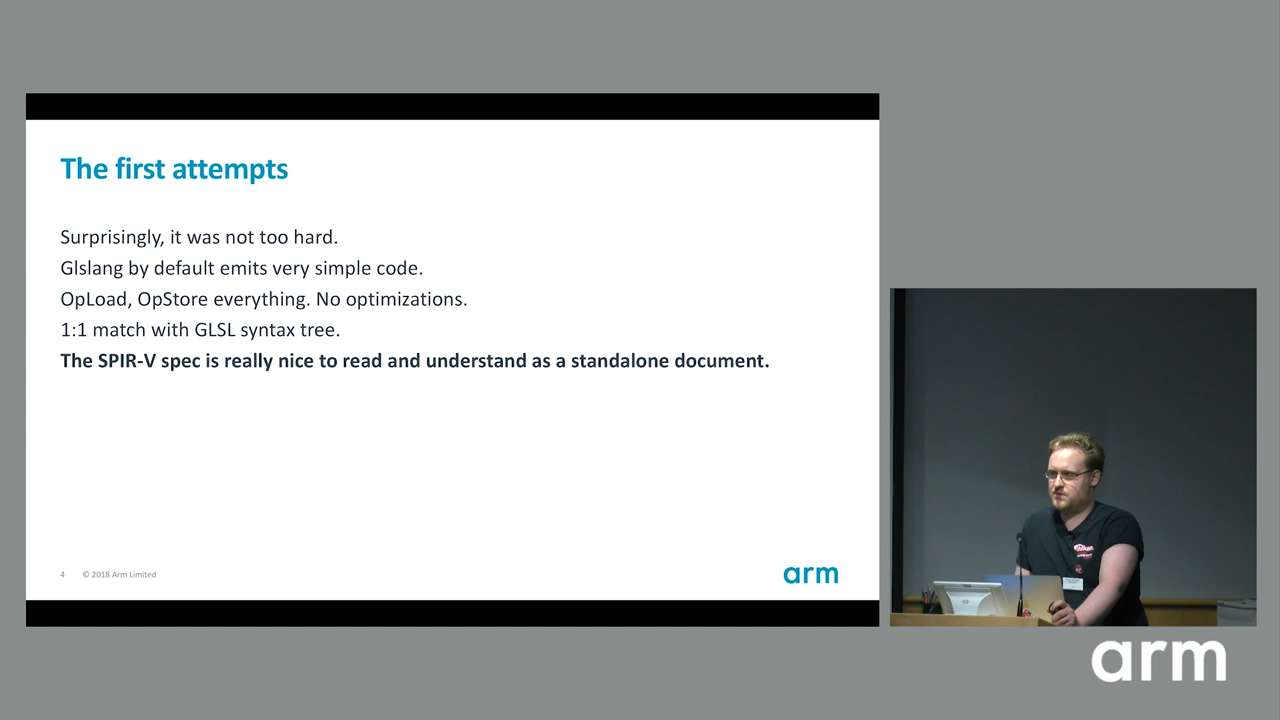 The first attempts
Surprisingly, it was not too hard.
Glslang by default emits very simple code.
OpLoad, OpStore everything. No optimizations.
1:1 match with GLSL syntax tree.
The SPIR-V spec is really nice to read and understand as a standalone document.
4 © 2018 Arm Limited
arm
arm